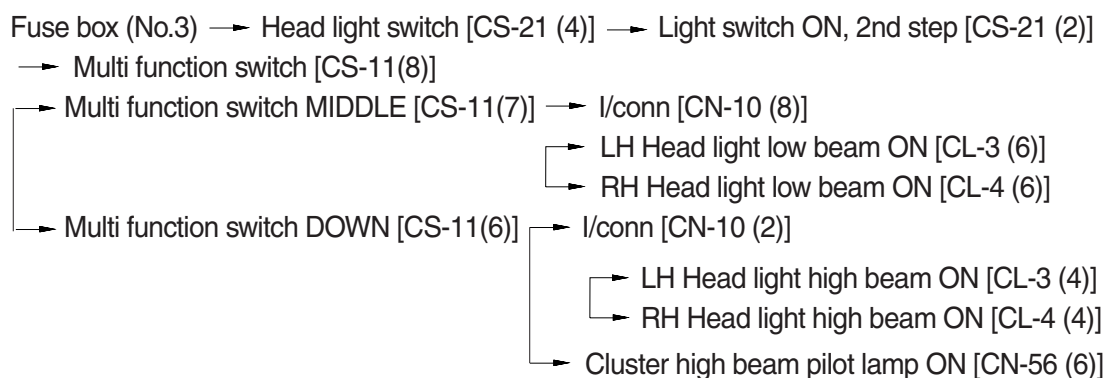 Fuse box (No.3) → Head light switch [CS-21 (4)] → Light switch ON, 2nd step [CS-21 (2)]
→ Multi function switch [CS-11(8)]
→ Multi function switch MIDDLE [CS-11(7)] → I/conn [CN-10 (8)]
→ LH Head light low beam ON [CL-3 (6)]
→ RH Head light low beam ON [CL-4 (6)]
→ Multi function switch DOWN [CS-11(6)] → I/conn [CN-10 (2)]
→ LH Head light high beam ON [CL-3 (4)]
→ RH Head light high beam ON [CL-4 (4)]
→ Cluster high beam pilot lamp ON [CN-56 (6)]